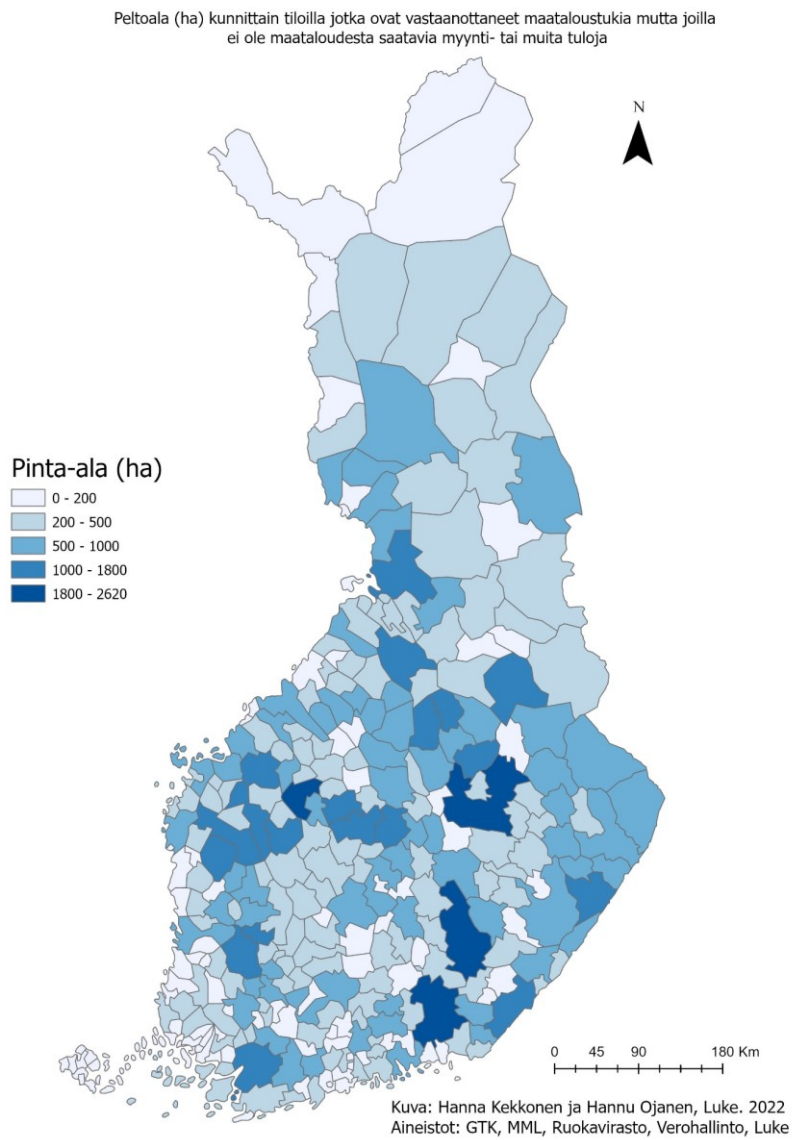 Peltoala (ha) kunnittain tiloilla jotka ovat vastaanottaneet maataloustukia mutta joilla
ei ole maataloudesta saatavia myynti- tai muita tuloja
N
Pinta-ala (ha)
0 - 200
200 - 500
500 - 1000
1000 - 1800
1800 - 2620
0 45 90 180 Km
Kuva: Hanna Kekkonen ja Hannu Ojanen, Luke. 2022
Aineistot: GTK, MML, Ruokavirasto, Verohallinto, Luke